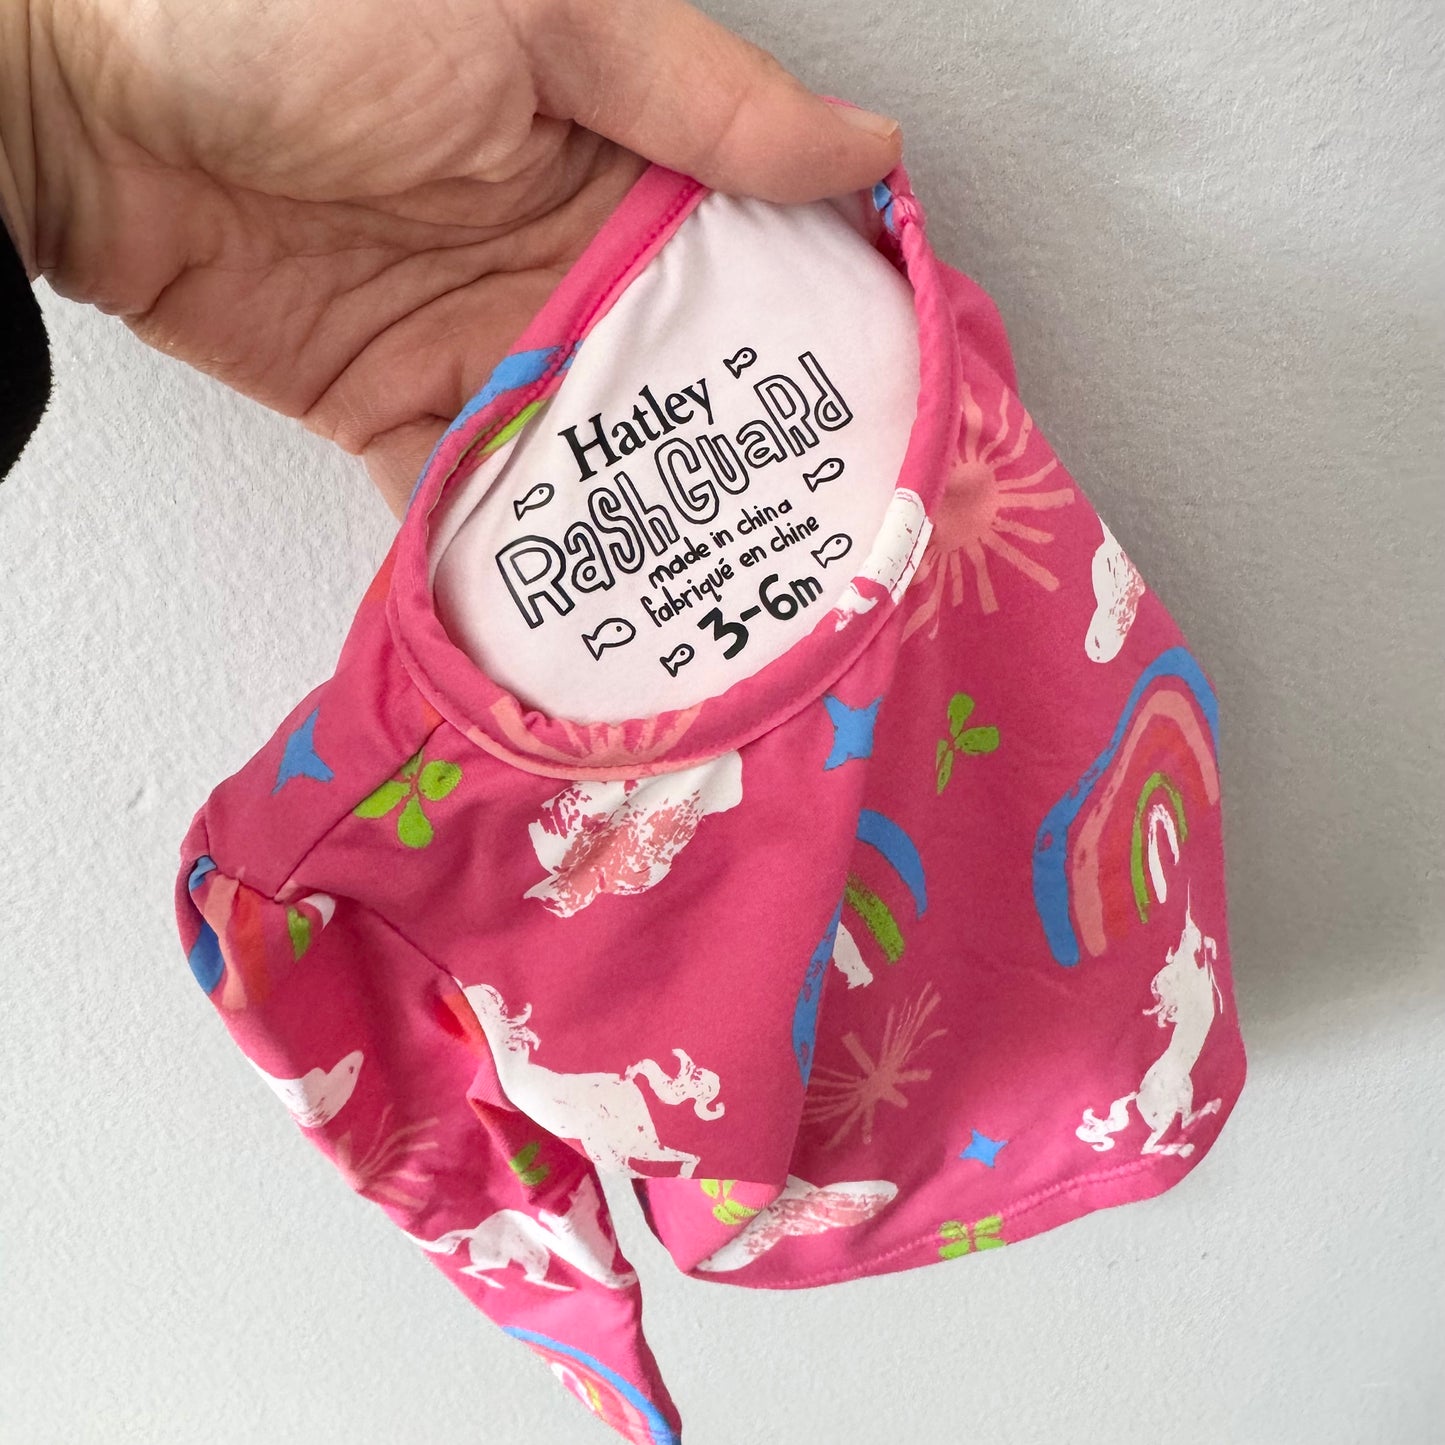 Hatley
RashGuaRd
made in china
fabriqué en chine
3-6m